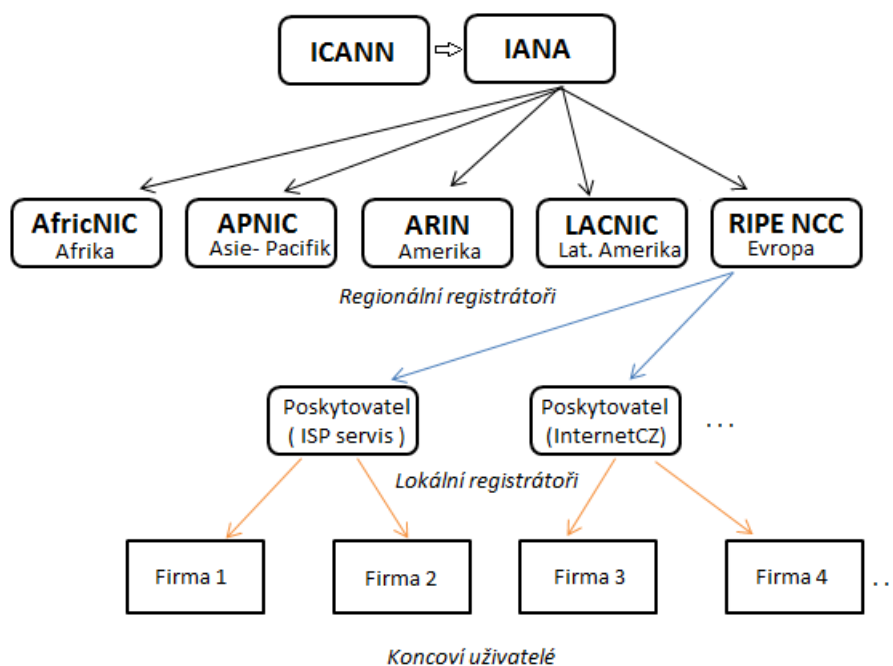 ICANN
IANA
AfricNIC
Afrika
APNIC
Asie- Pacifik
ARIN
Amerika
LACNIC
Lat. Amerika
RIPE NCC
Evropa
Regionální registrátoři
Poskytovatel
( ISP servis )
Poskytovatel
(InternetCZ)
. . .
Lokální registrátoři
Firma 1
Firma 2
Firma 3
Firma 4
. .
Koncoví uživatelé